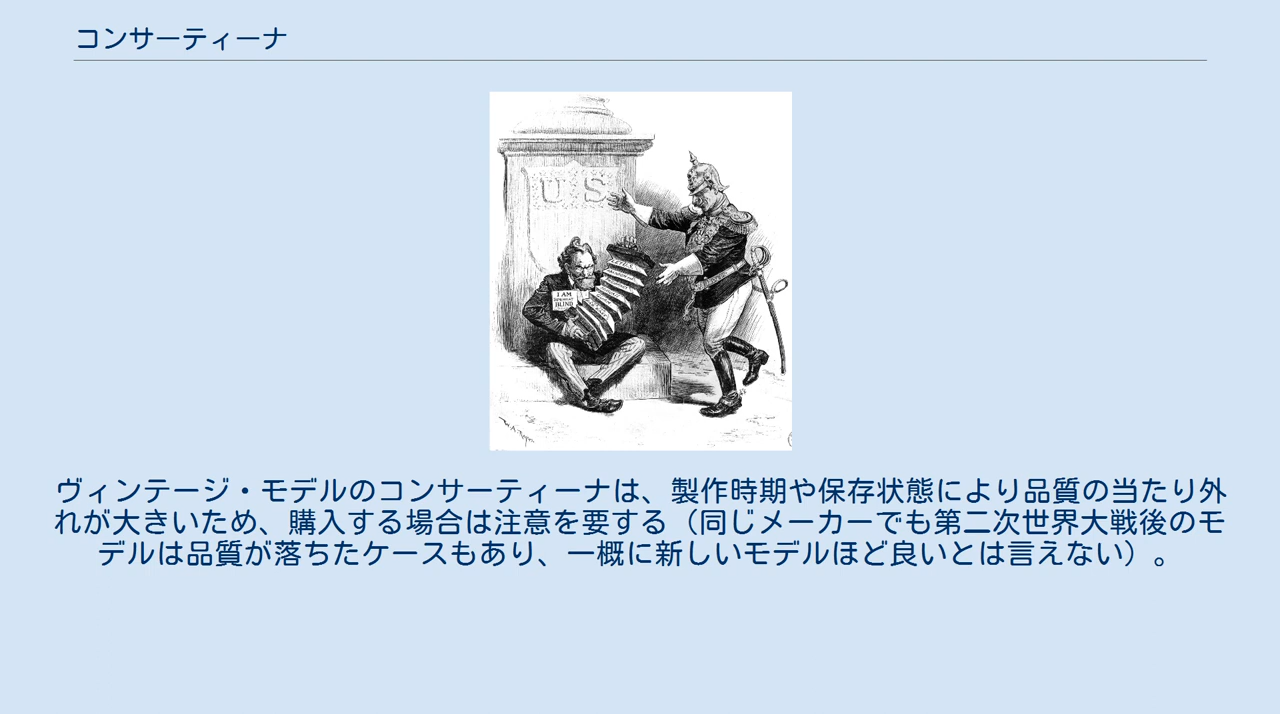 コンサーティーナ
U S
I AM
BLIND
ヴィンテージ・モデルのコンサーティーナは、製作時期や保存状態により品質の当たり外
れが大きいため、購入する場合は注意を要する（同じメーカーでも第二次世界大戦後のモ
デルは品質が落ちたケースもあり、一概に新しいモデルほど良いとは言えない）。